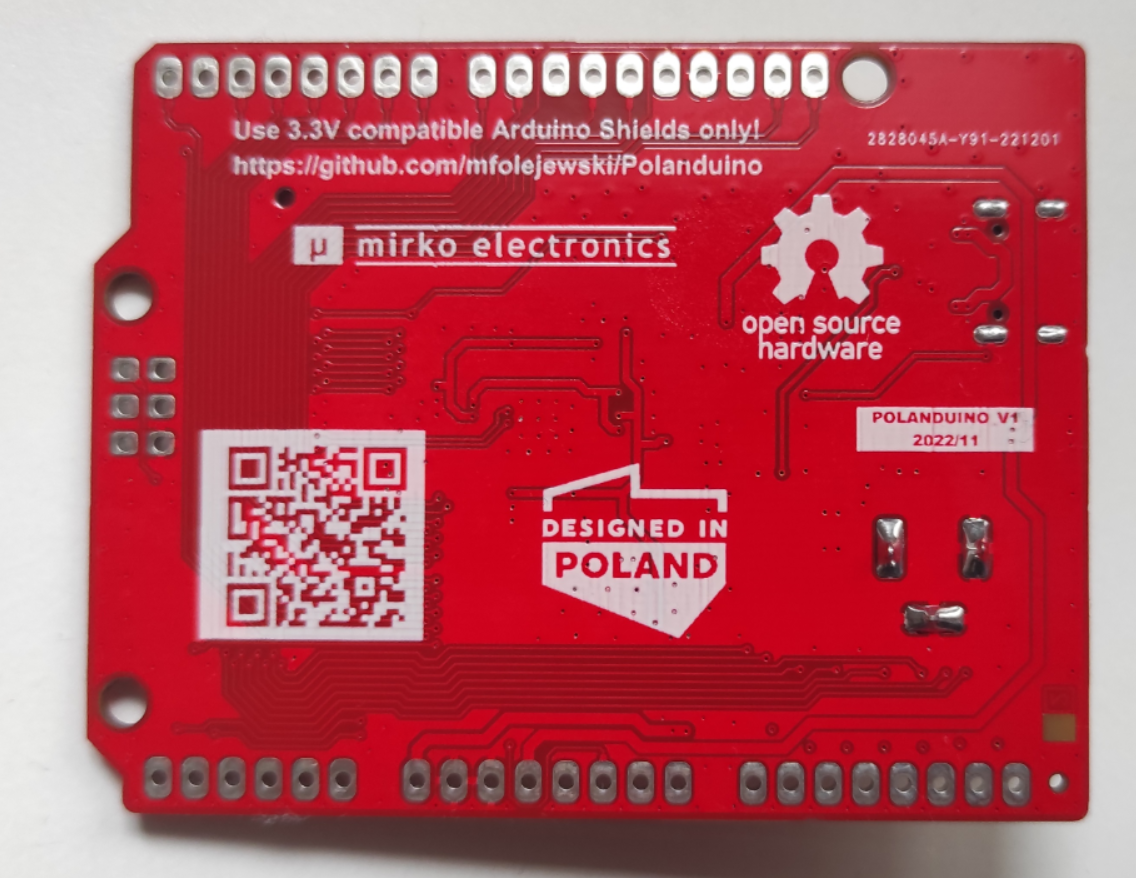 Use 3.3V compatible Arduino Shields only!
https://github.com/mfolejewski/Polanduino
2828045A-Y91-221201
µ mirko electronics
open source
hardware
POLANDUINO V1
2022/11
DESIGNED IN
POLAND